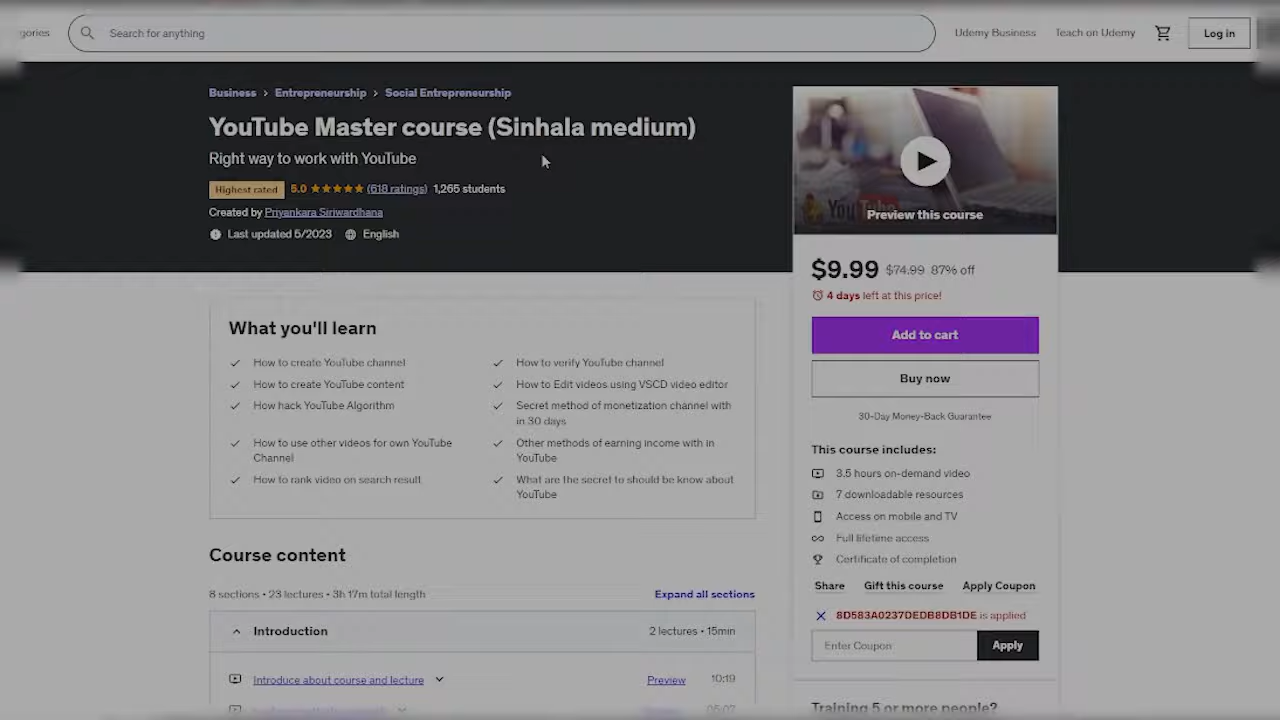 gories
Search for anything
Udemy Business
Teach on Udemy
Log in
Business > Entrepreneurship > Social Entrepreneurship
YouTube Master course (Sinhala medium)
Right way to work with YouTube
Highest rated 5.0 (618 ratings) 1,265 students
Created by Priyankara Siriwardhana
Last updated 5/2023 English
Preview this course
$9.99 $74.99 87% off
4 days left at this price!
Add to cart
Buy now
30-Day Money-Back Guarantee
This course includes:
3.5 hours on-demand video
7 downloadable resources
Access on mobile and TV
Full lifetime access
Certificate of completion
Share Gift this course Apply Coupon
8D583A0237DEDB8DB1DE is applied
Enter Coupon Apply
Training 5 or more people?
What you'll learn
How to create YouTube channel
How to create YouTube content
How hack YouTube Algorithm
How to use other videos for own YouTube
Channel
How to rank video on search result
How to verify YouTube channel
How to Edit videos using VSCD video editor
Secret method of monetization channel with
in 30 days
Other methods of earning income with in
YouTube
What are the secret to should be know about
YouTube
Course content
8 sections • 23 lectures • 3h 17m total length
Expand all sections
Introduction 2 lectures • 15min
Introduce about course and lecture Preview 10:19
05:07